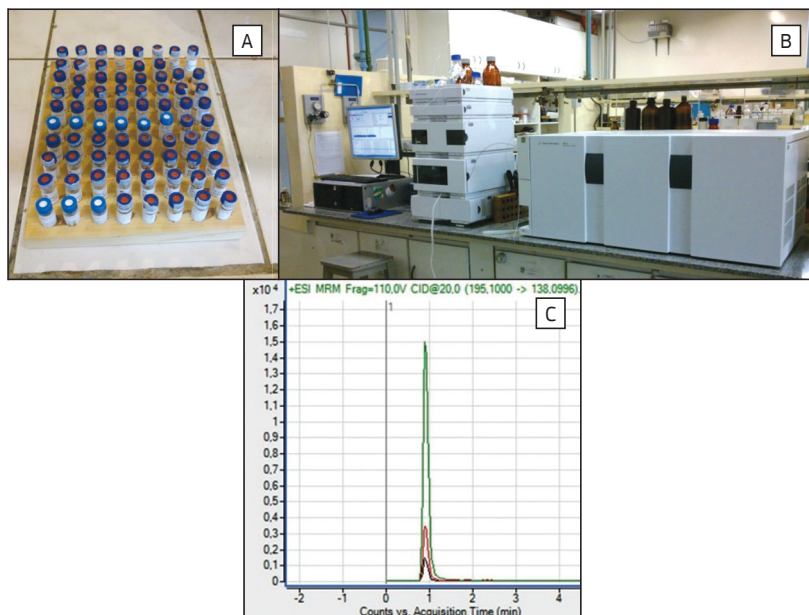 A
B
C
x10 4
+ESI MRM Frag=110,0V CID@20,0 (195,1000 -> 138,0996)
1
1,7
1,6
1,5
1,4
1,3
1,2
1,1
1
0,9
0,8
0,7
0,6
0,5
0,4
0,3
0,2
0,1
0
-2 -1 0 1 2 3 4
Counts vs. Acquisition Time (min)